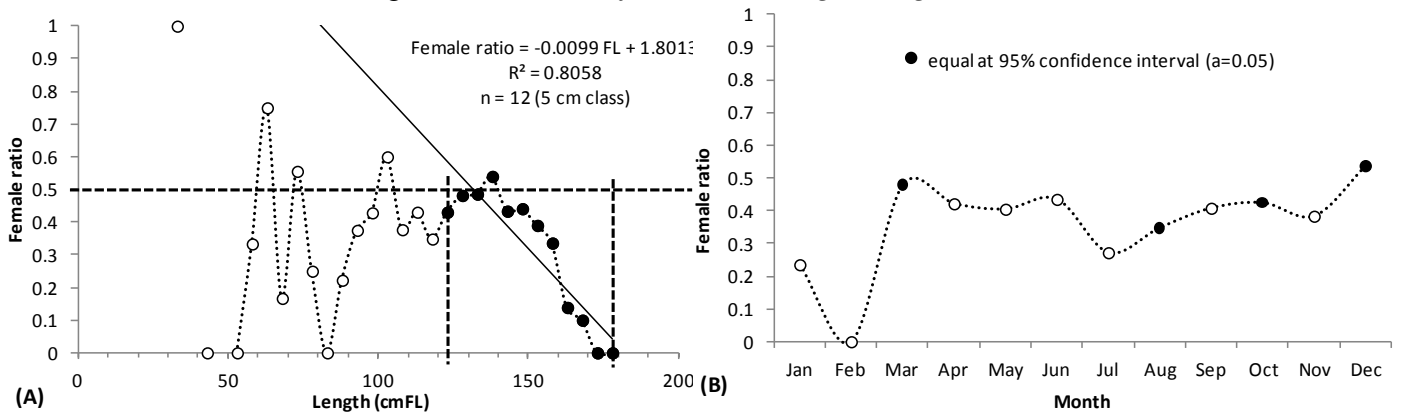 Female ratio = -0.0099 FL + 1.8013
R² = 0.8058
n = 12 (5 cm class)
Female ratio
1
0.9
0.8
0.7
0.6
0.5
0.4
0.3
0.2
0.1
0
0 50 100 150 200
Length (cmFL)
(A)
equal at 95% confidence interval (a=0.05)
Female ratio
1
0.9
0.8
0.7
0.6
0.5
0.4
0.3
0.2
0.1
0
Jan Feb Mar Apr May Jun Jul Aug Sep Oct Nov Dec
Month
(B)